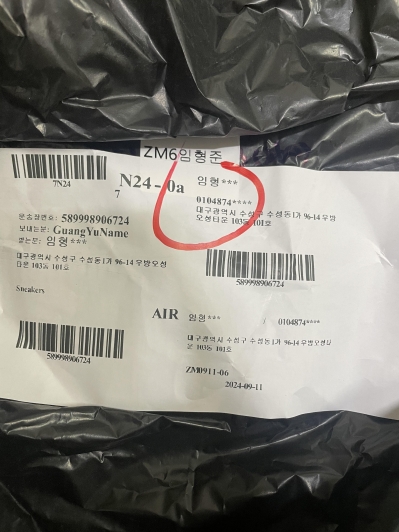 ZM6임형준
7N24
7
N24-0a
임형***
0104874****
대구광역시 수성구 수성동1가 96-14 우방
오성타운 103동 101호
운송장번호: 589998906724
보내는분: GuangYuName
받는분: 임형***
대구광역시 수성구 수성동1가 96-14 우방오성
타운 103동 101호
589998906724
Sneakers
AIR
임형***
/
0104874****
대구광역시 수성구 수성동1가 96-14 우방오성타
운 103동 101호
589998906724
ZM0911-06
2024-09-11